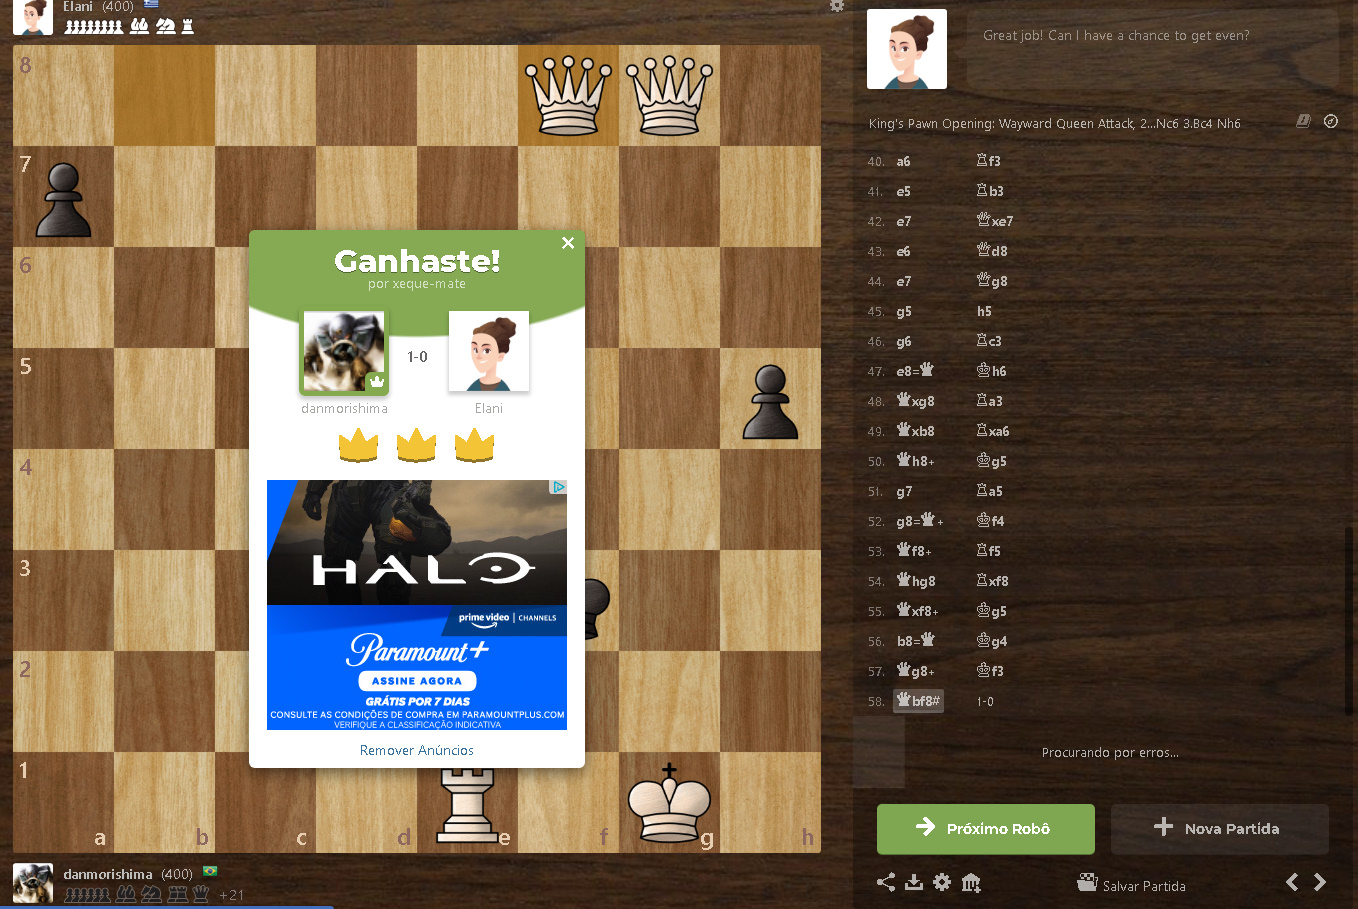 Elani (400)
8
7
6
5
4
3
2
1
a b c d e f g h
Ganhaste!
por xeque-mate
1-0
danmorishima Elani
HALO
prime video | CHANNELS
Paramount+
ASSINE AGORA
GRÁTIS POR 7 DIAS
CONSULTE AS CONDIÇÕES DE COMPRA EM PARAMOUNTPLUS.COM
VERIFIQUE A CLASSIFICAÇÃO INDICATIVA
Remover Anúncios
danmorishima (400)
+21
Great job! Can I have a chance to get even?
King's Pawn Opening: Wayward Queen Attack, 2...Nc6 3.Bc4 Nh6
40. a6 ♖f3
41. e5 ♖b3
42. e7 ♕xe7
43. e6 ♕d8
44. e7 ♕g8
45. g5 h5
46. g6 ♖c3
47. e8=♛ ♔h6
48. ♛xg8 ♖a3
49. ♛xb8 ♖xa6
50. ♛h8+ ♔g5
51. g7 ♖a5
52. g8=♛+ ♔f4
53. ♛f8+ ♖f5
54. ♛hg8 ♖xf8
55. ♛xf8+ ♔g5
56. b8=♛ ♔g4
57. ♛g8+ ♔f3
58. ♛bf8# 1-0
Procurando por erros...
Próximo Robô
Nova Partida
Salvar Partida